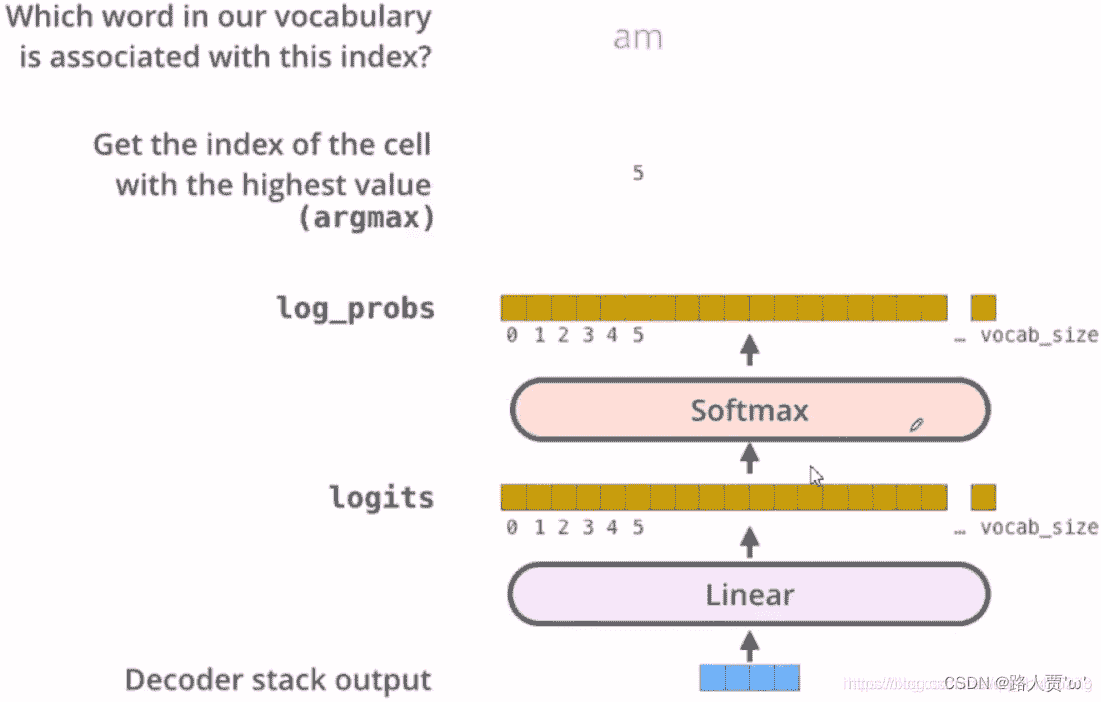 Which word in our vocabulary
is associated with this index?
am
Get the index of the cell
with the highest value
(argmax)
5
log_probs
0 1 2 3 4 5 … vocab_size
Softmax
logits
0 1 2 3 4 5 … vocab_size
Linear
Decoder stack output
CSDN @路人贾'ω'